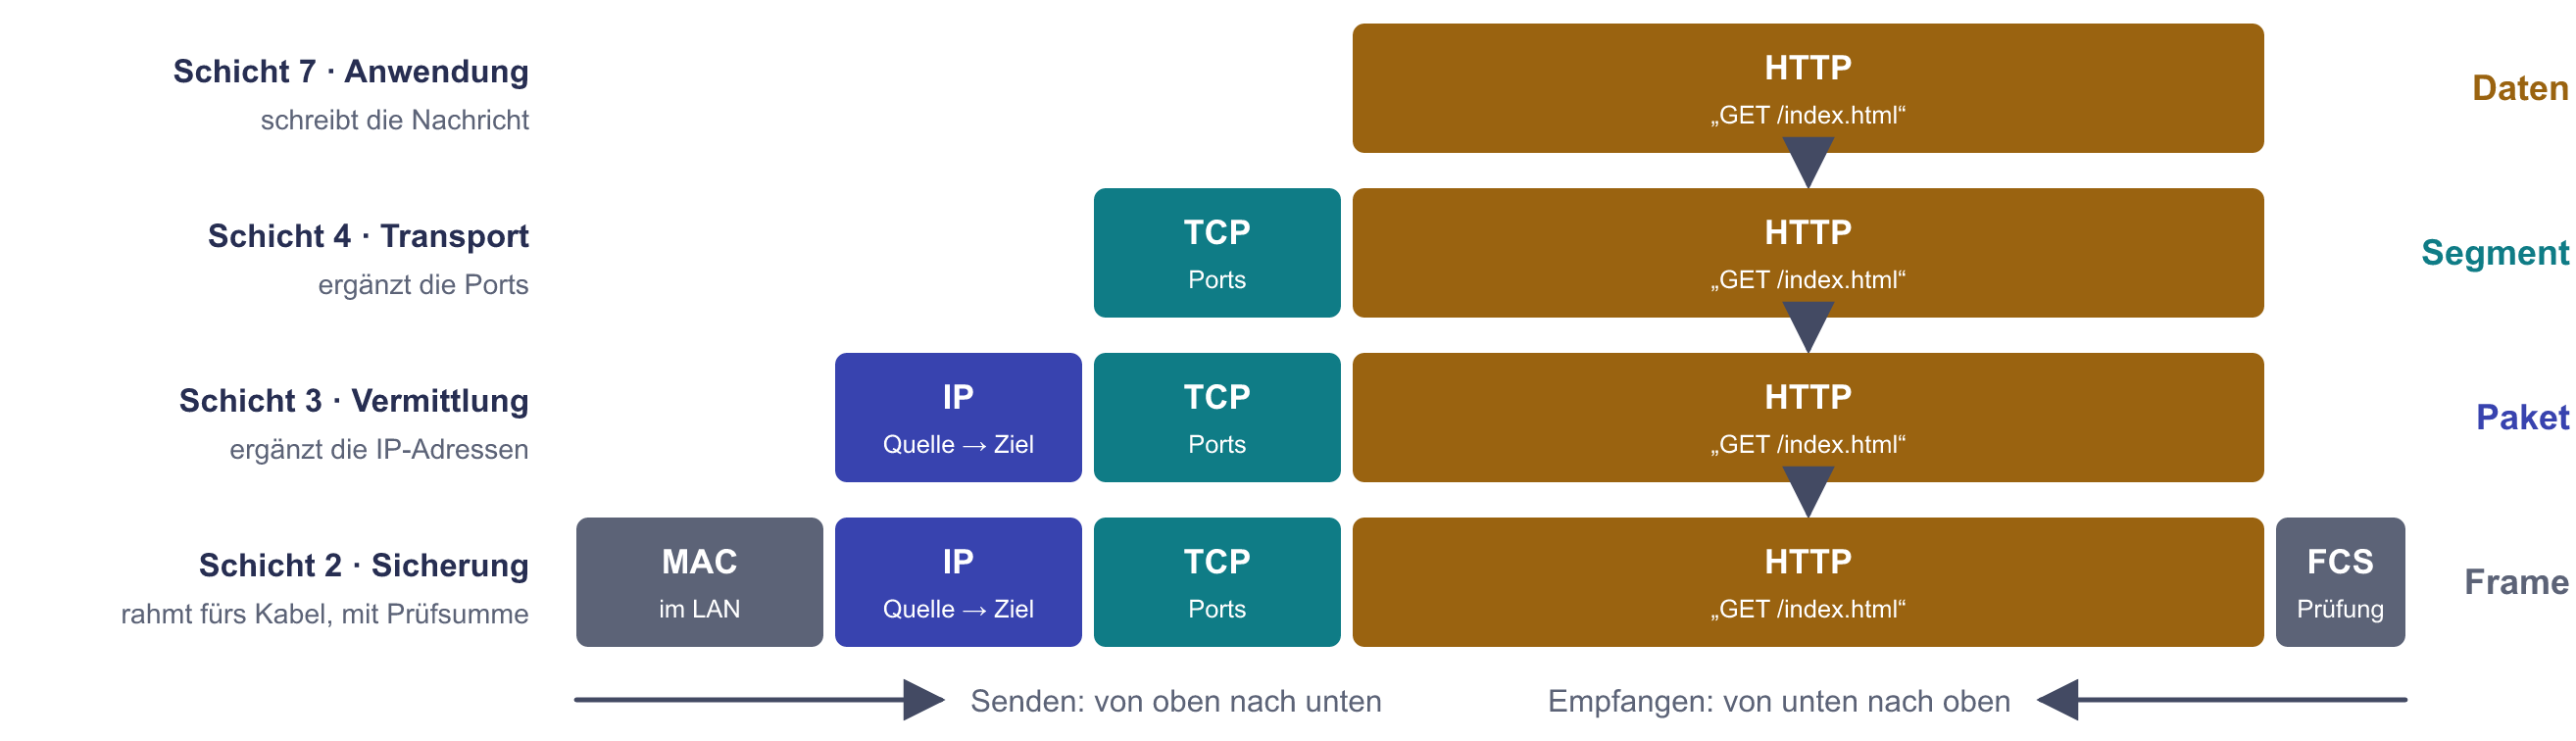 Schicht 7 · Anwendung
schreibt die Nachricht
HTTP
„GET /index.html“
Daten
Schicht 4 · Transport
ergänzt die Ports
TCP
Ports
HTTP
„GET /index.html“
Segment
Schicht 3 · Vermittlung
ergänzt die IP-Adressen
IP
Quelle → Ziel
TCP
Ports
HTTP
„GET /index.html“
Paket
Schicht 2 · Sicherung
rahmt fürs Kabel, mit Prüfsumme
MAC
im LAN
IP
Quelle → Ziel
TCP
Ports
HTTP
„GET /index.html“
FCS
Prüfung
Frame
Senden: von oben nach unten
Empfangen: von unten nach oben